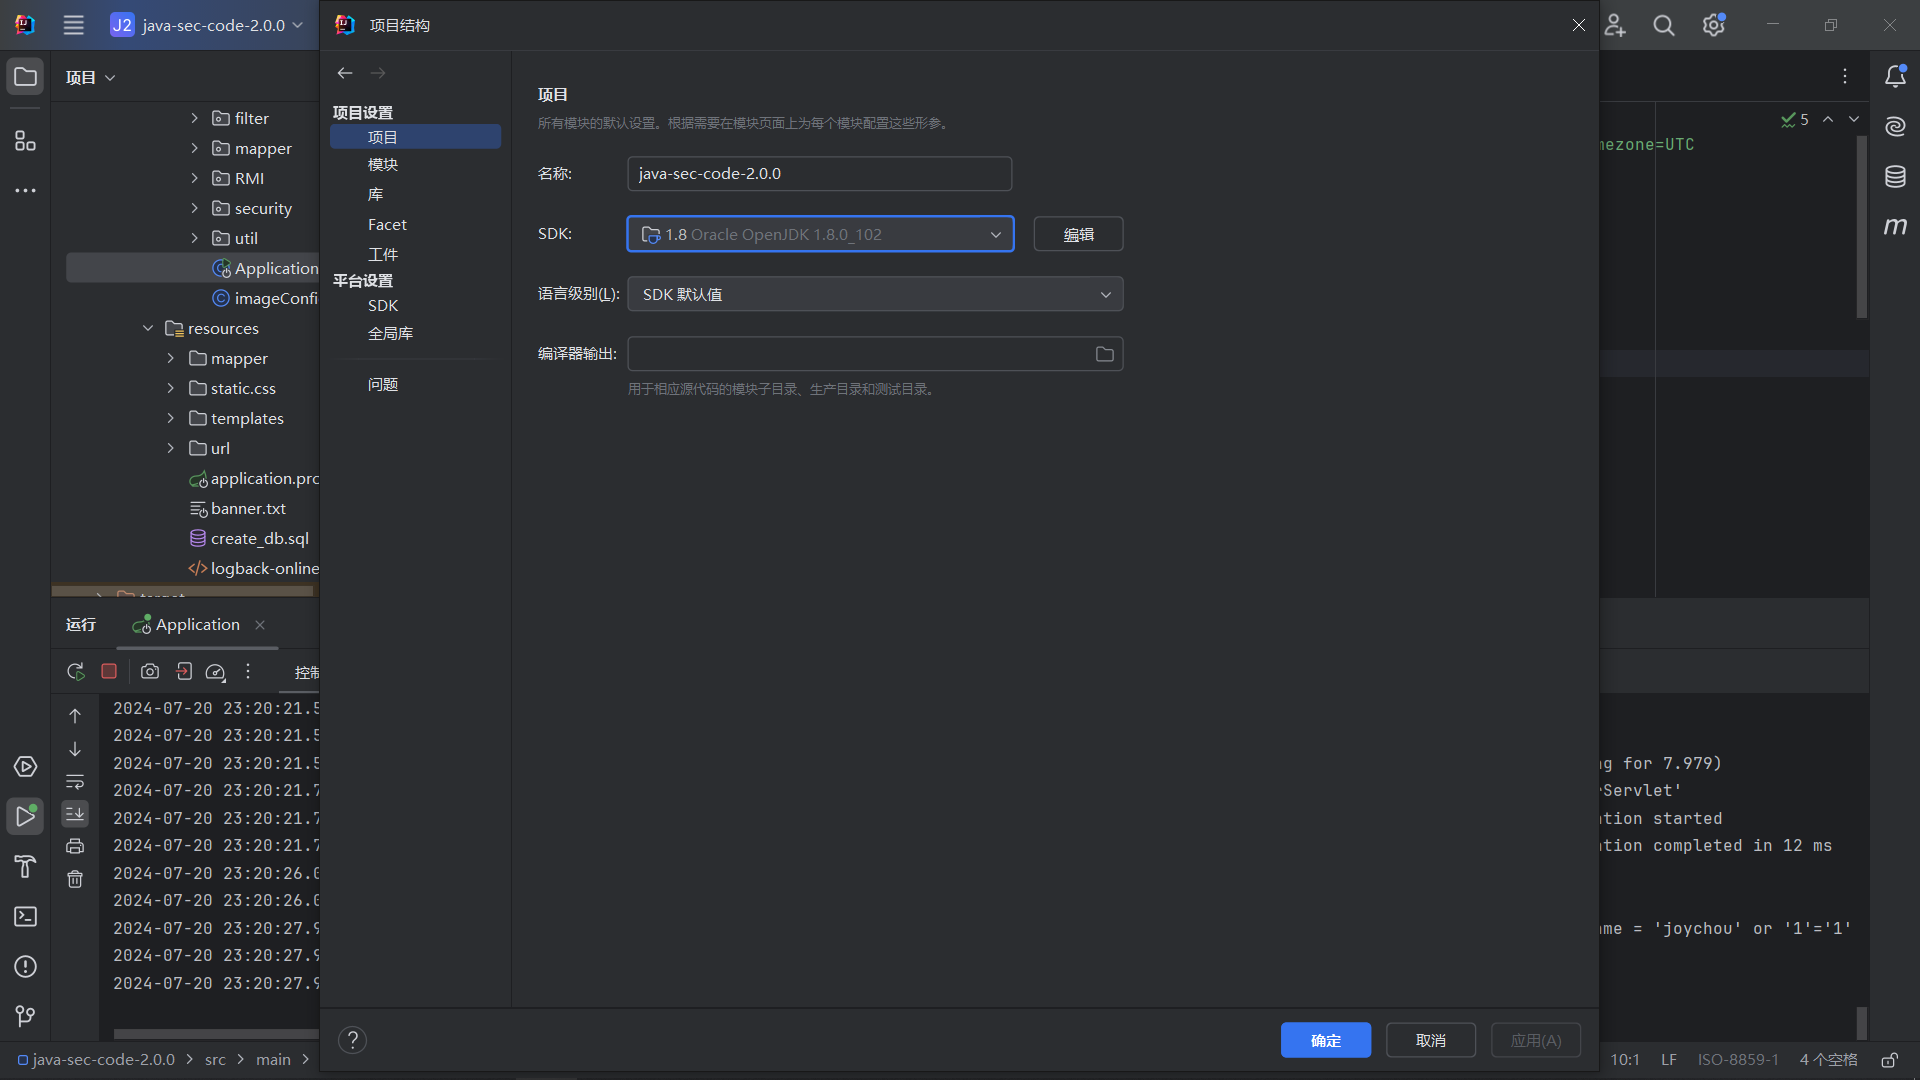 J2 java-sec-code-2.0.0
项目
filter
mapper
RMI
security
util
Application
imageConfi
resources
mapper
static.css
templates
url
application.pro
banner.txt
create_db.sql
logback-online
target
项目结构
项目设置
项目
模块
库
Facet
工件
平台设置
SDK
全局库
问题
项目
所有模块的默认设置。根据需要在模块页面上为每个模块配置这些形参。
名称: java-sec-code-2.0.0
SDK: 1.8 Oracle OpenJDK 1.8.0_102 编辑
语言级别(L): SDK 默认值
编译器输出:
用于相应源代码的模块子目录、生产目录和测试目录。
确定 取消 应用(A)
5
mezone=UTC
m
运行 Application
控制
2024-07-20 23:20:21.5
2024-07-20 23:20:21.5
2024-07-20 23:20:21.5
2024-07-20 23:20:21.7
2024-07-20 23:20:21.7
2024-07-20 23:20:21.7
2024-07-20 23:20:26.0
2024-07-20 23:20:26.0
2024-07-20 23:20:27.9
2024-07-20 23:20:27.9
2024-07-20 23:20:27.9
ng for 7.979)
rServlet'
ation started
ation completed in 12 ms
ame = 'joychou' or '1'='1'
java-sec-code-2.0.0 > src > main >
10:1 LF ISO-8859-1 4 个空格